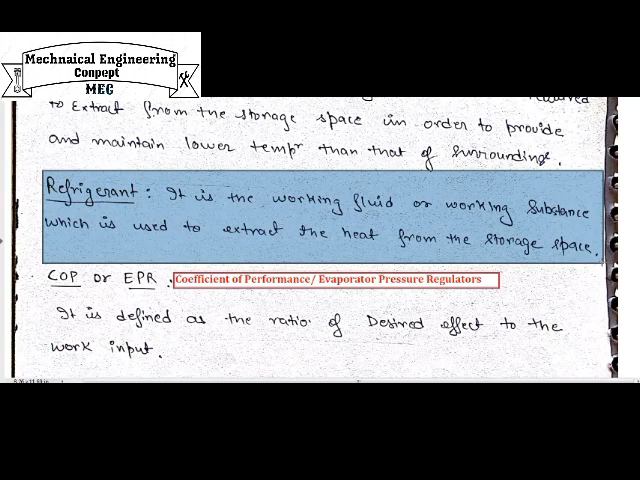 Mechnaical Engineering
Conpept
MEC
to Extract from the storage space in order to provide
and maintain lower tempr than that of surroundings.
Refrigerant : It is the working fluid or working Substance
which is used to extract the heat from the storage space.
COP or EPR : Coefficient of Performance/ Evaporator Pressure Regulators
It is defined as the ratio of Desired effect to the
work input.